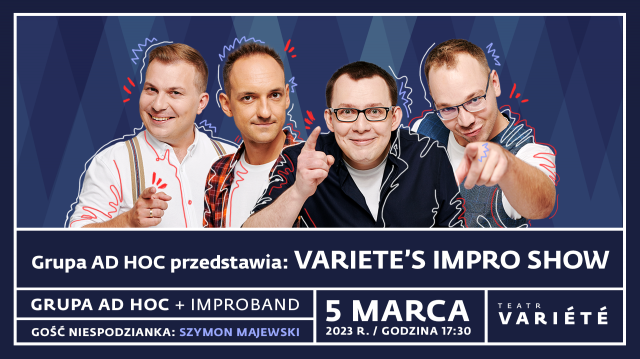 Grupa AD HOC przedstawia: VARIETE'S IMPRO SHOW
GRUPA AD HOC + IMPROBAND
GOŚĆ NIESPODZIANKA: SZYMON MAJEWSKI
5 MARCA
2023 R. / GODZINA 17:30
TEATR
VARIÉTÉ